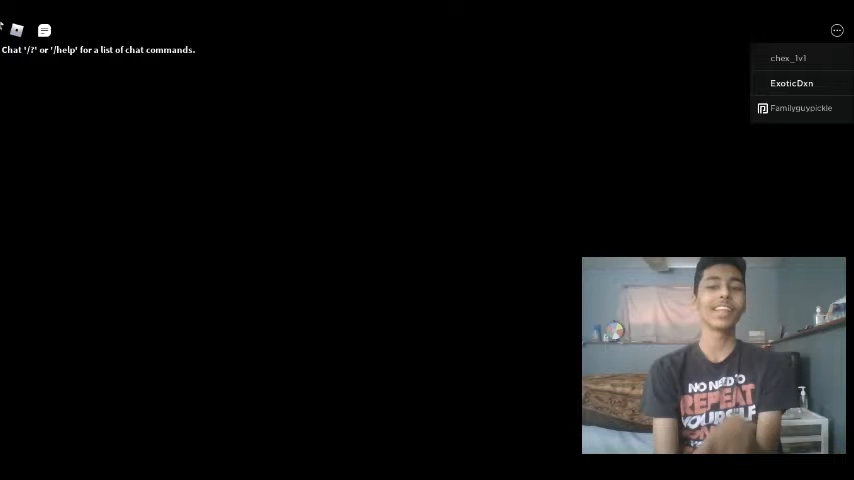 Chat '/?' or '/help' for a list of chat commands.
chex_1v1
ExoticDxn
Familyguypickle
NO NEED TO
REPEAT
YOURSELF